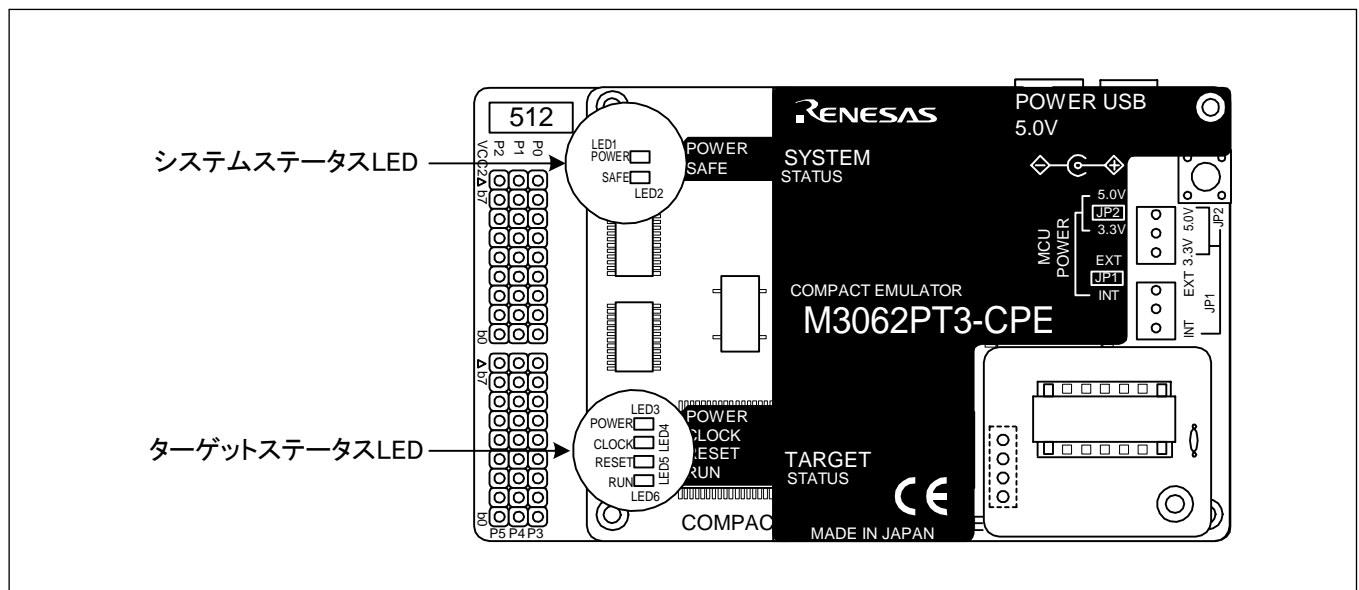 システムステータスLED
ターゲットステータスLED
512
VCC2 P2 P1 P0
b7
b0
b7
b0
P5 P4 P3
LED1
POWER
SAFE
LED2
POWER
SAFE
RENESAS
SYSTEM
STATUS
POWER USB
5.0V
MCU
POWER
5.0V
JP2
3.3V
EXT
JP1
INT
3.3V 5.0V
JP2
INT EXT
JP1
COMPACT EMULATOR
M3062PT3-CPE
LED3
POWER
CLOCK LED4
RESET LED5
RUN
LED6
POWER
CLOCK
RESET
RUN
TARGET
STATUS
CE
COMPAC
MADE IN JAPAN